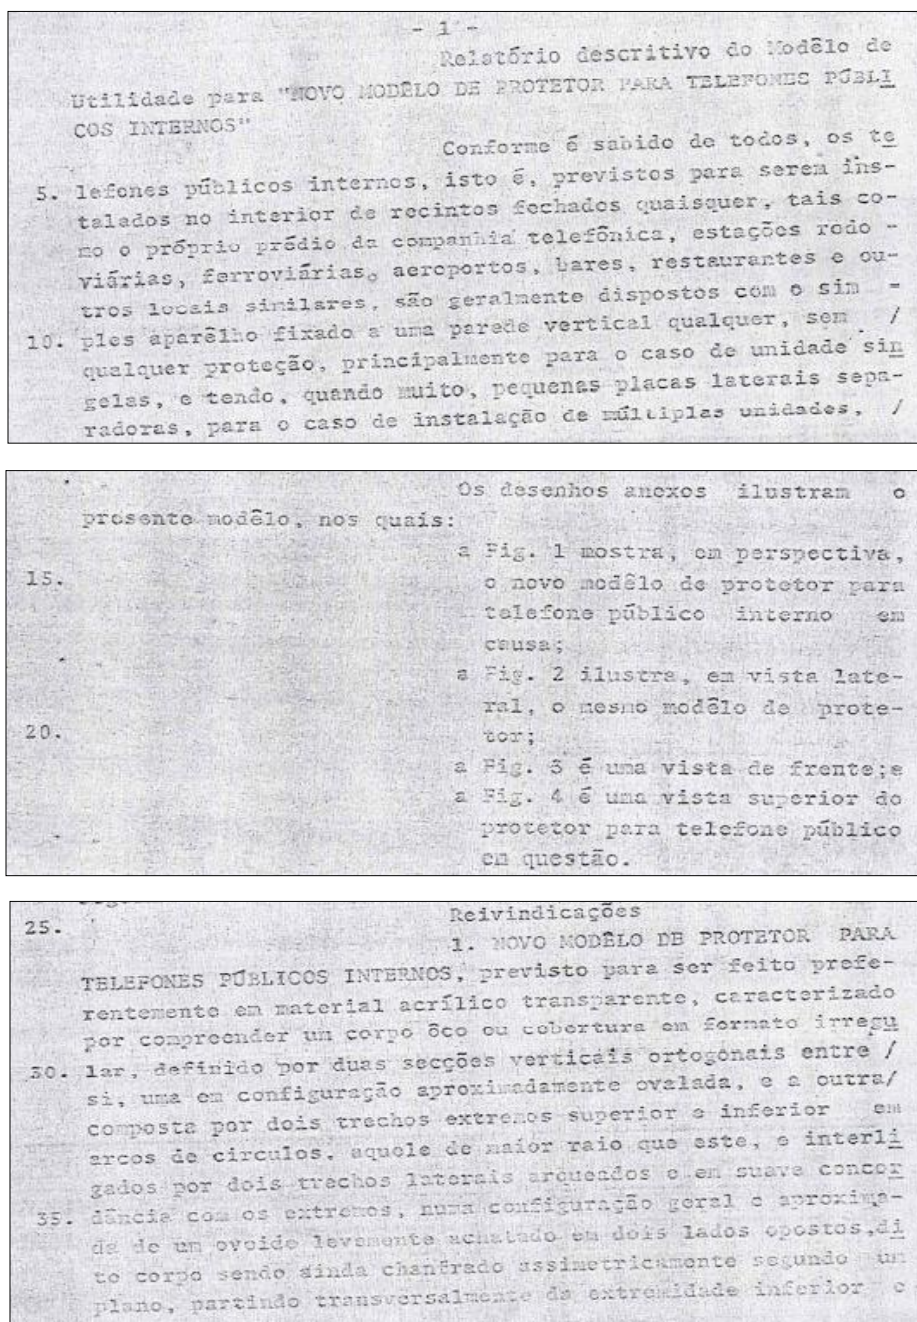 - 1 -
Relatório descritivo do Modêlo de
Utilidade para "NOVO MODÊLO DE PROTETOR PARA TELEFONES PÚBLI
COS INTERNOS"
Conforme é sabido de todos, os te
5. lefones públicos internos, isto é, previstos para serem ins-
talados no interior de recintos fechados quaisquer, tais co-
mo o próprio prédio da companhia telefônica, estações rodo -
viárias, ferroviárias, aeroportos, bares, restaurantes e ou-
tros locais similares, são geralmente dispostos com o sim -
10. ples aparêlho fixado a uma parede vertical qualquer, sem /
qualquer proteção, principalmente para o caso de unidade sin
gelas, e tendo, quando muito, pequenas placas laterais sepa-
radoras, para o caso de instalação de múltiplas unidades, /
Os desenhos anexos ilustram o
presente modêlo, nos quais:
a Fig. 1 mostra, em perspectiva,
15. o novo modêlo de protetor para
telefone público interno em
causa;
a Fig. 2 ilustra, em vista late-
ral, o mesmo modêlo de prote-
20. tor;
a Fig. 3 é uma vista de frente;e
a Fig. 4 é uma vista superior do
protetor para telefone público
em questão.
25. Reivindicações
1. NOVO MODÊLO DE PROTETOR PARA
TELEFONES PÚBLICOS INTERNOS, previsto para ser feito prefe-
rentemente em material acrílico transparente, caracterizado
por compreender um corpo ôco ou cobertura em formato irregu
30. lar, definido por duas secções verticais ortogonais entre /
si, uma em configuração aproximadamente ovalada, e a outra/
composta por dois trechos extremos superior e inferior em
arcos de circulos, aquele de maior raio que este, e interli
gados por dois trechos laterais arqueados e em suave concor
35. dância com os extremos, numa configuração geral e aproxima-
da de um ovoide levemente achatado em dois lados opostos,di
to corpo sendo ainda chanfrado assimetricamente segundo um
plano, partindo transversalmente da extremidade inferior e